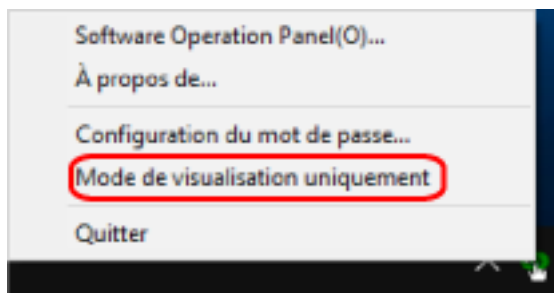 Software Operation Panel(O)...
À propos de...
Configuration du mot de passe...
Mode de visualisation uniquement
Quitter